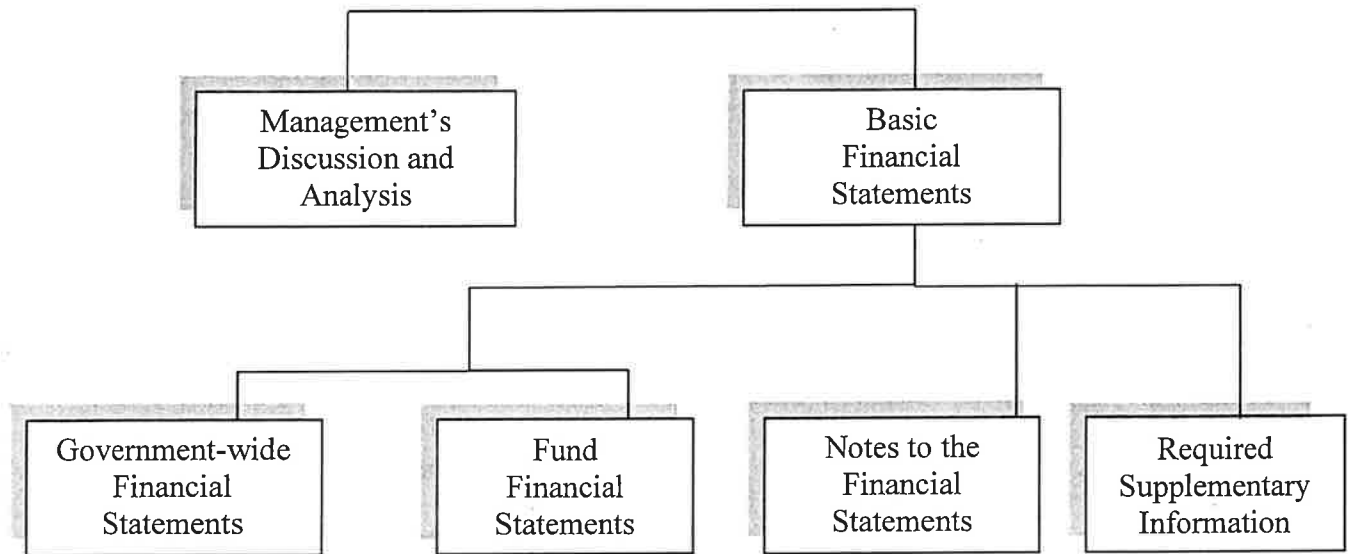 Management’s
Discussion and
Analysis
Basic
Financial
Statements
Government-wide
Financial
Statements
Fund
Financial
Statements
Notes to the
Financial
Statements
Required
Supplementary
Information